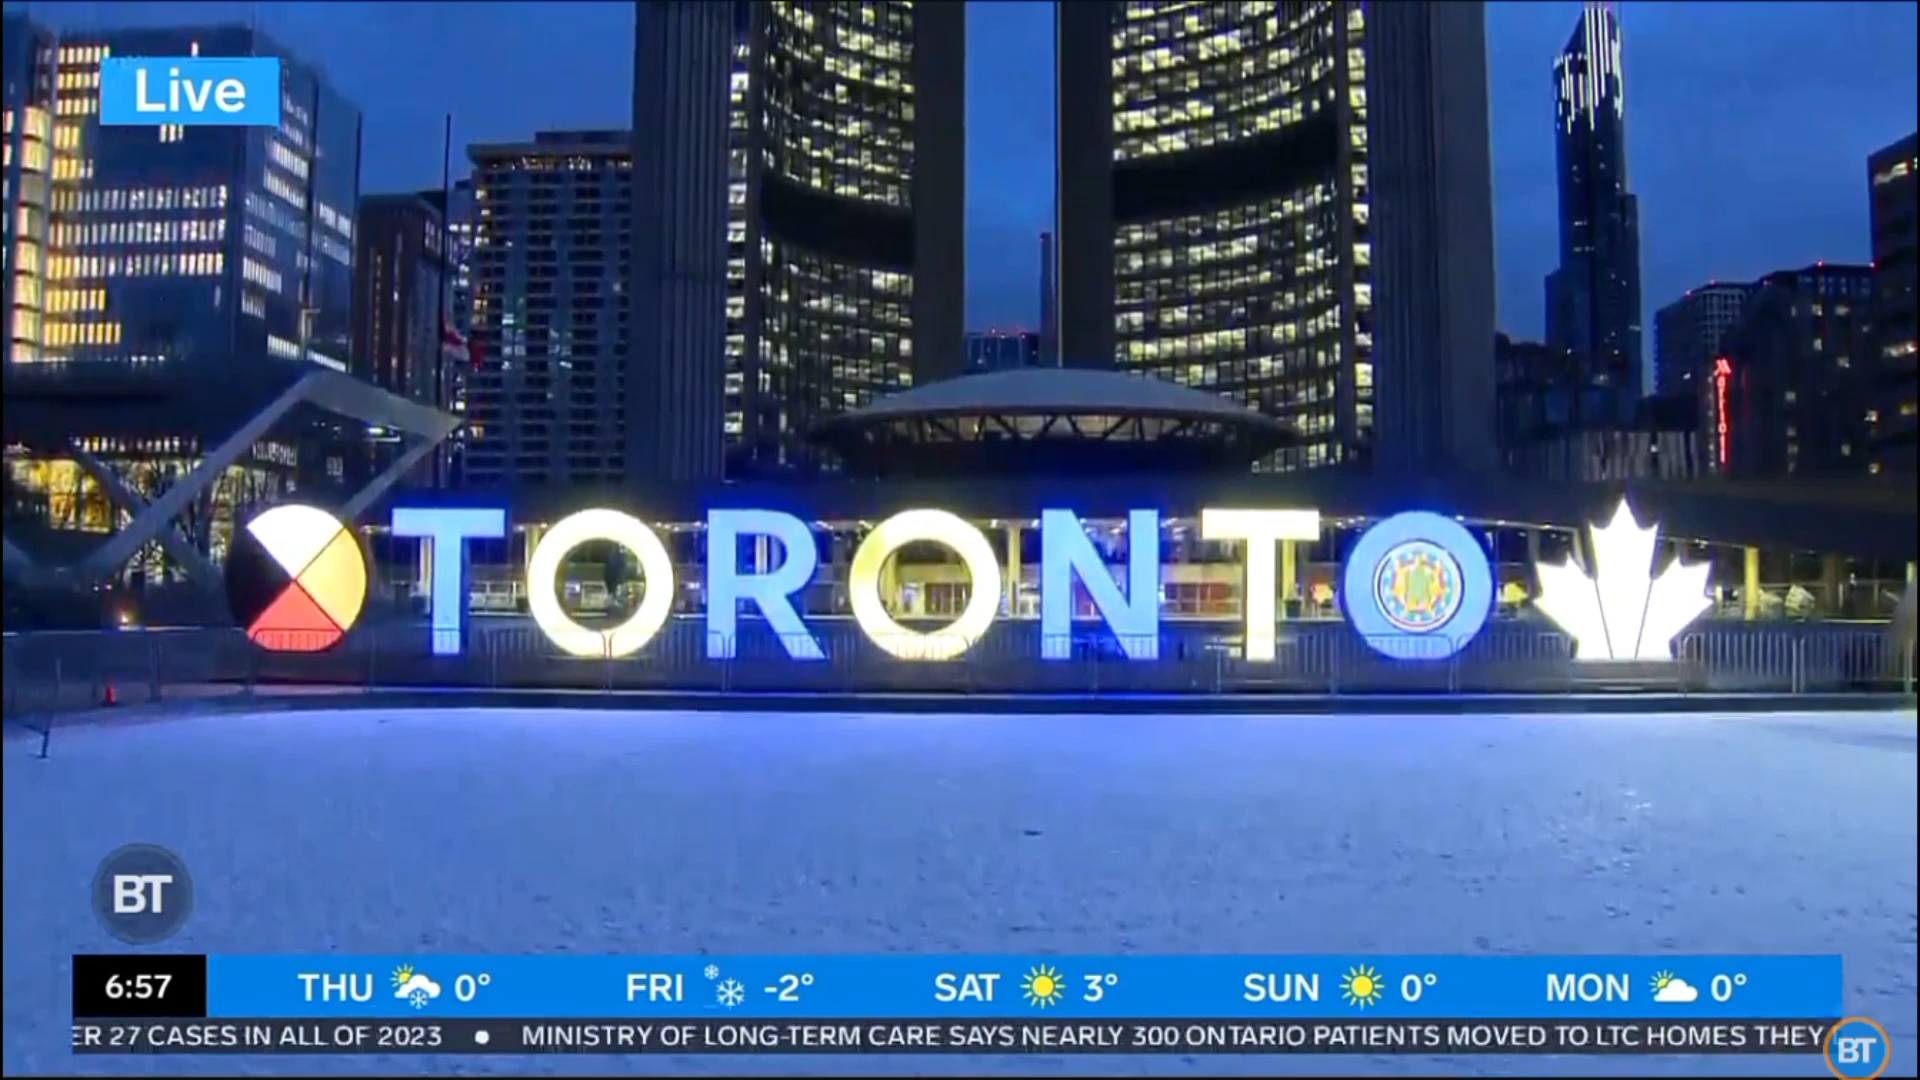 Live
Marriott
TORONTO
BT
6:57 THU 0° FRI -2° SAT 3° SUN 0° MON 0°
ER 27 CASES IN ALL OF 2023 • MINISTRY OF LONG-TERM CARE SAYS NEARLY 300 ONTARIO PATIENTS MOVED TO LTC HOMES THEY
BT